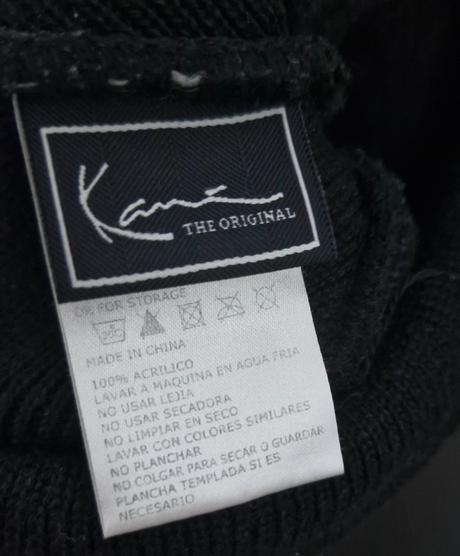 Kani
THE ORIGINAL
OR FOR STORAGE
MADE IN CHINA
100% ACRILICO
LAVAR A MAQUINA EN AGUA FRIA
NO USAR LEJIA
NO USAR SECADORA
NO LIMPIAR EN SECO
LAVAR CON COLORES SIMILARES
NO PLANCHAR
NO COLGAR PARA SECAR O GUARDAR
PLANCHA TEMPLADA SI ES
NECESARIO